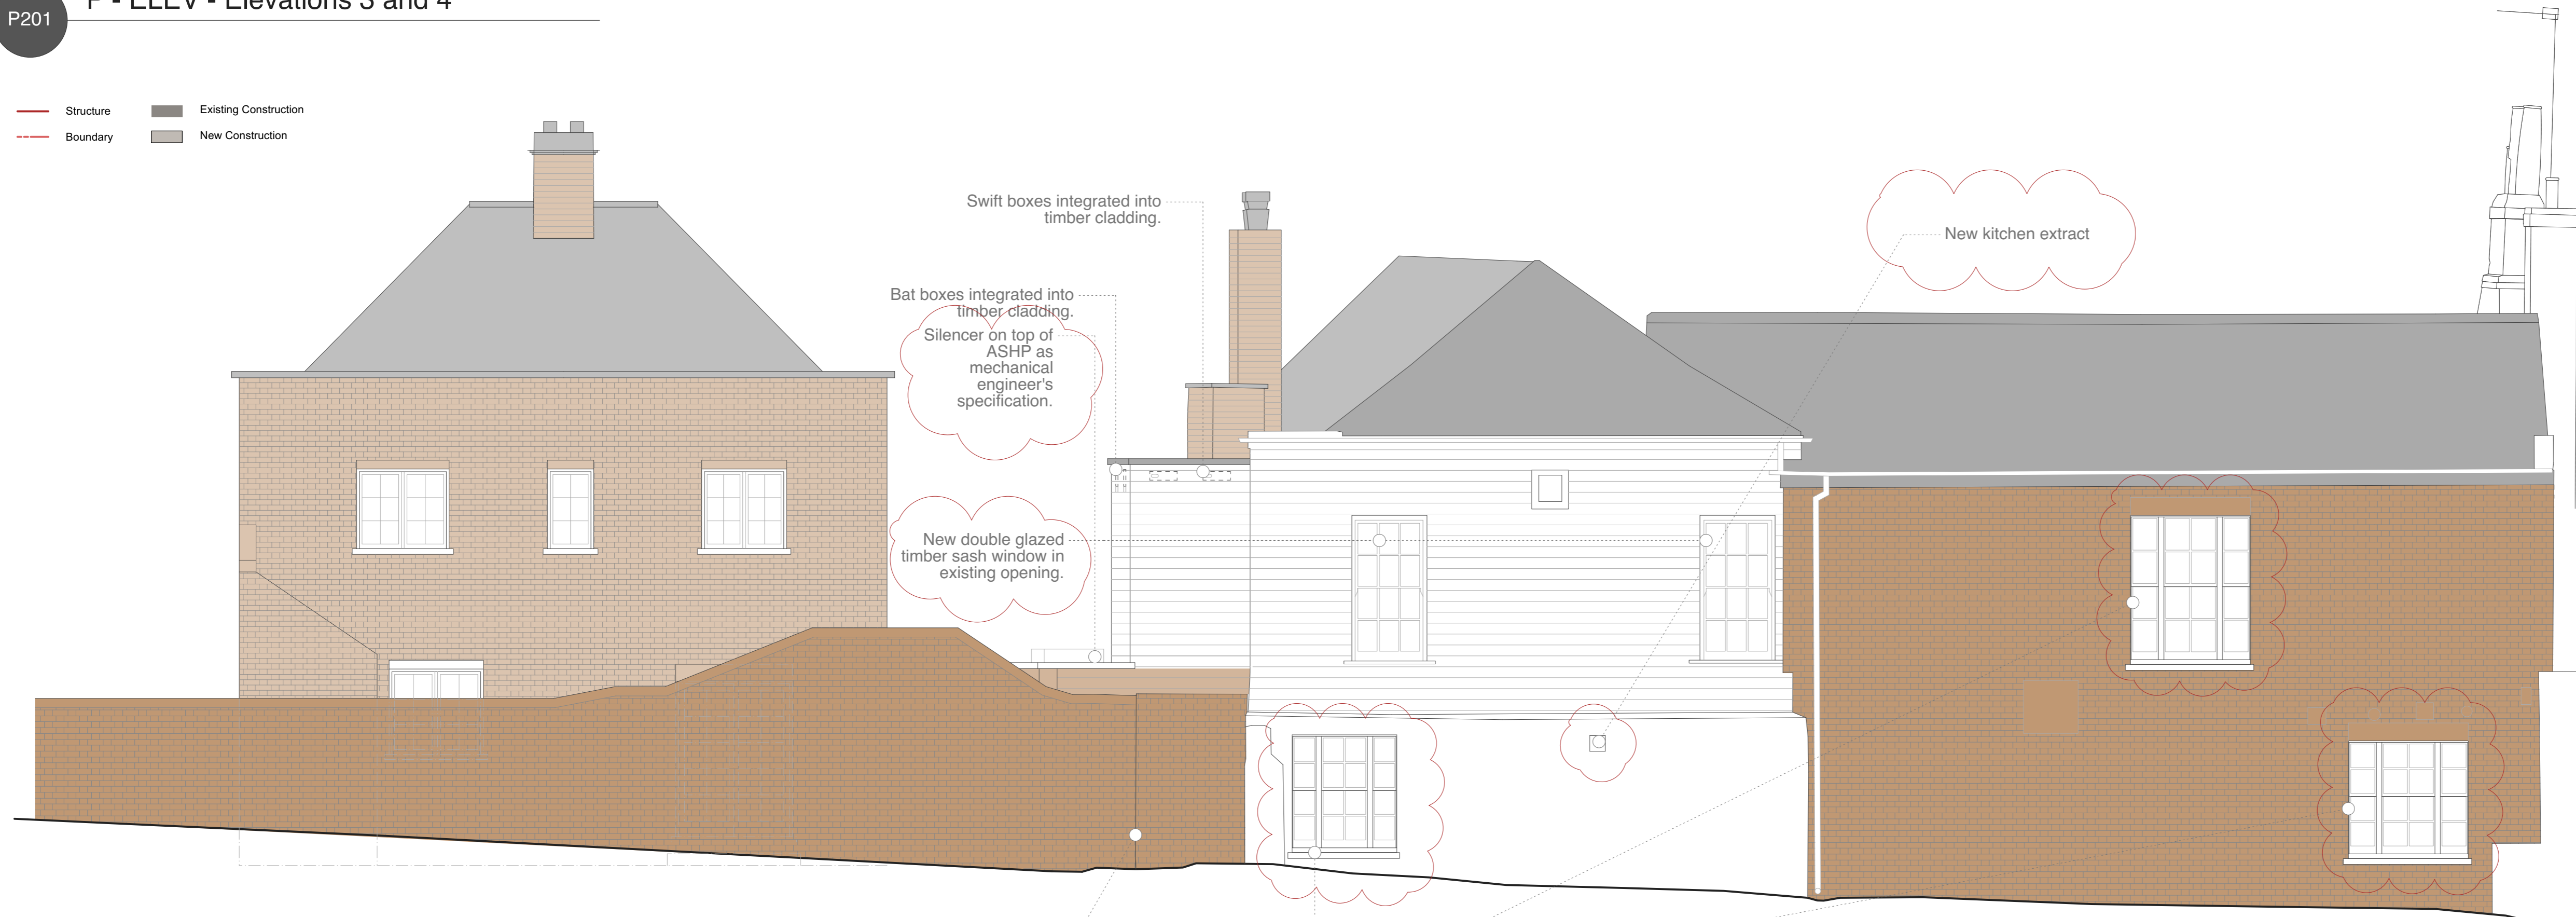 P201
P - ELEV - Elevations 3 and 4
Structure
Existing Construction
Boundary
New Construction
Swift boxes integrated into
timber cladding.
New kitchen extract
Bat boxes integrated into
timber cladding.
Silencer on top of
ASHP as
mechanical
engineer's
specification.
New double glazed
timber sash window in
existing opening.